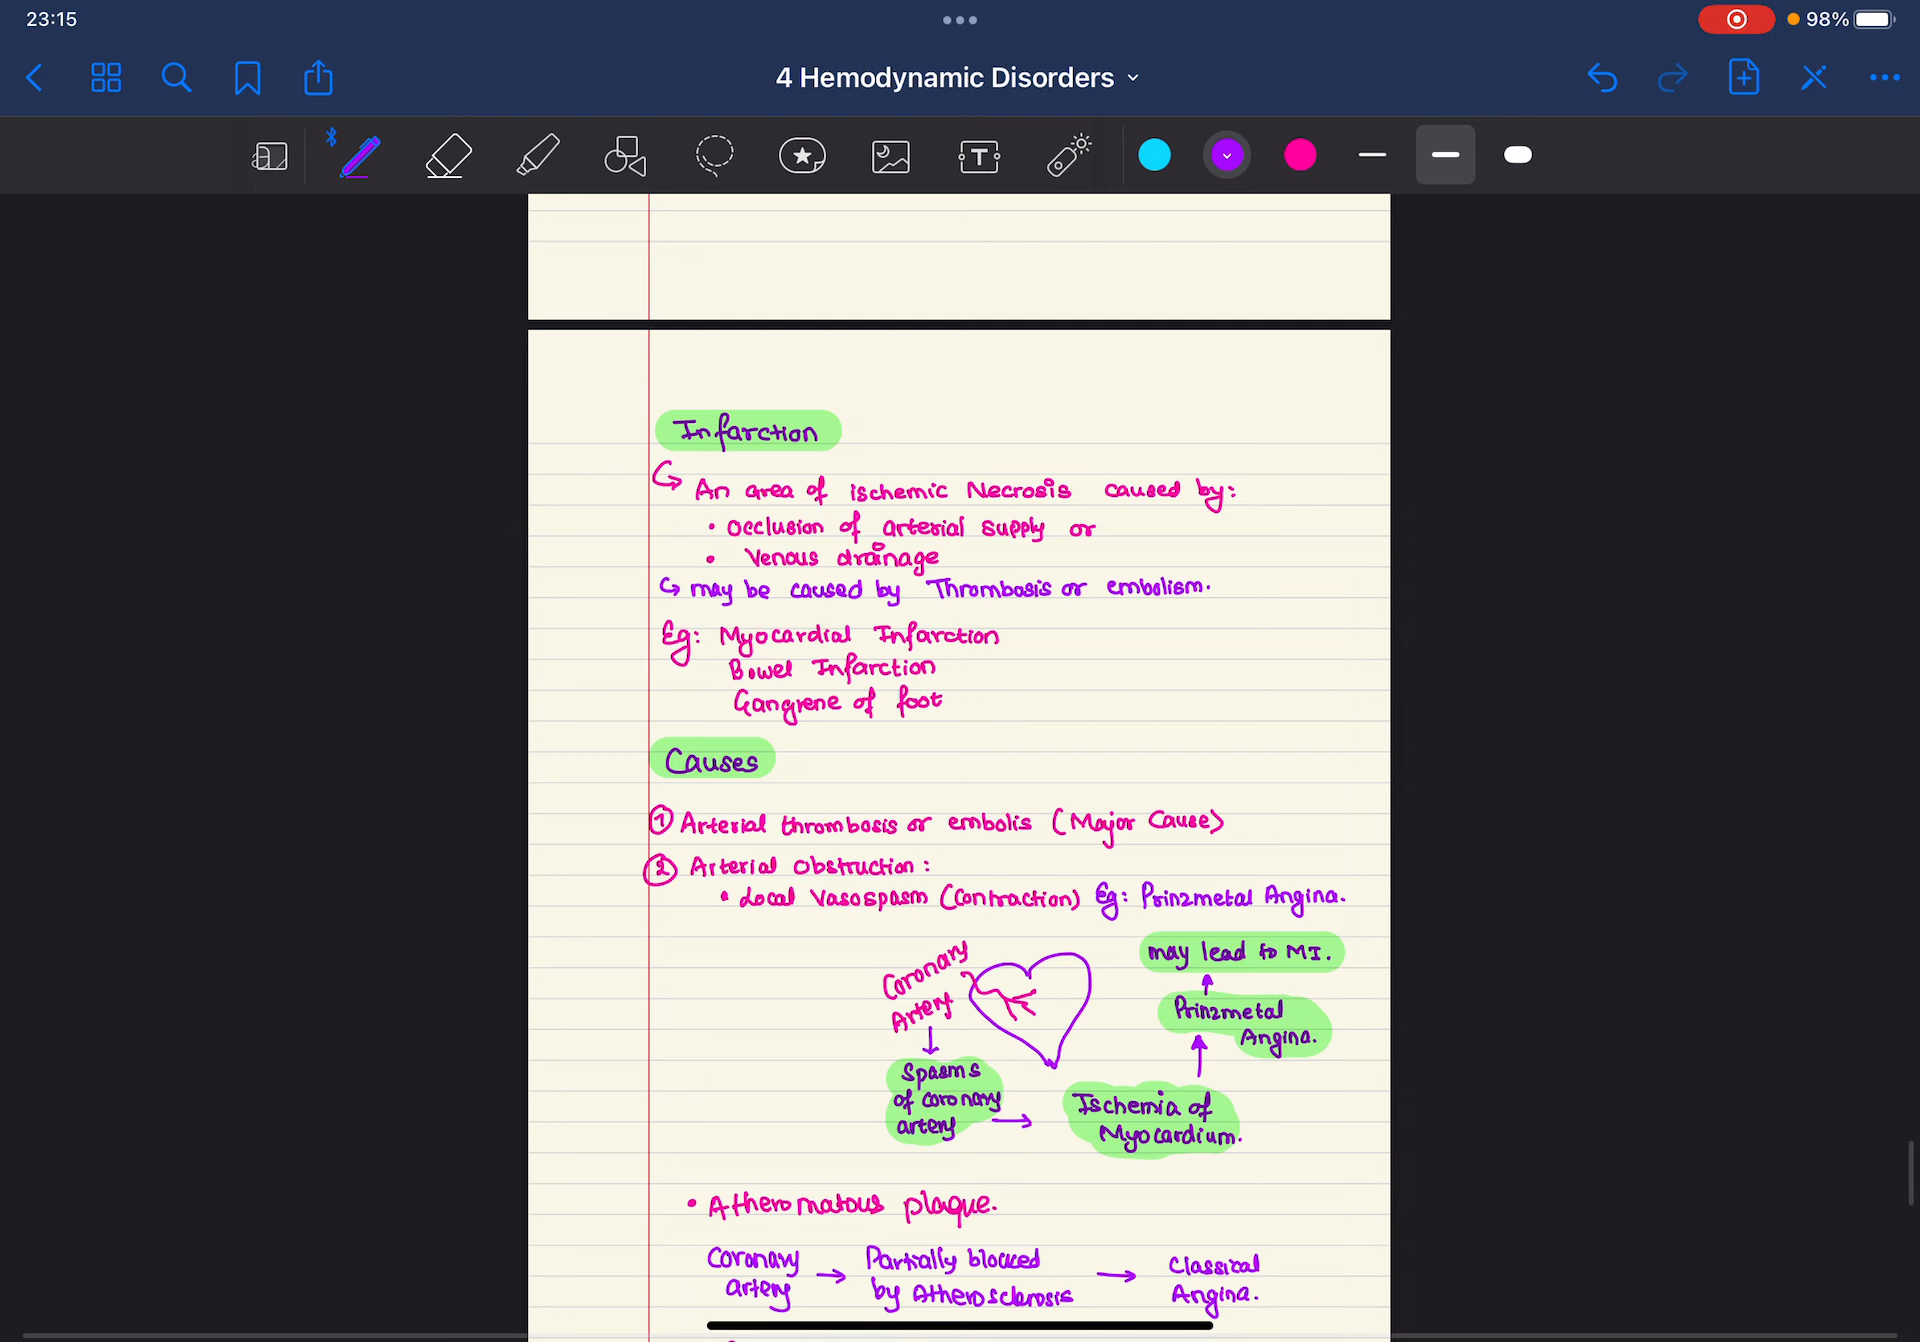 23:15
98%
4 Hemodynamic Disorders
T
Infarction
An area of ischemic Necrosis caused by:
• Occlusion of arterial supply or
• Venous drainage
may be caused by Thrombosis or embolism.
Eg: Myocardial Infarction
Bowel Infarction
Gangrene of foot
Causes
① Arterial thrombosis or embolis (Major Cause)
② Arterial Obstruction:
• Local Vasospasm (Contraction) Eg: Prinzmetal Angina.
Coronary
Artery
Spasms
of coronary
artery
Ischemia of
Myocardium.
Prinzmetal
Angina.
may lead to MI.
• Atheromatous plaque.
Coronary
artery
Partially blocked
by Atherosclerosis
Classical
Angina.